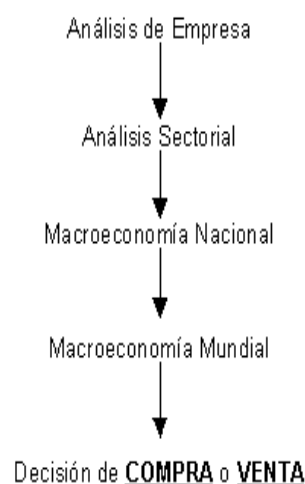 Análisis de Empresa
Análisis Sectorial
Macroeconomía Nacional
Macroeconomía Mundial
Decisión de COMPRA o VENTA